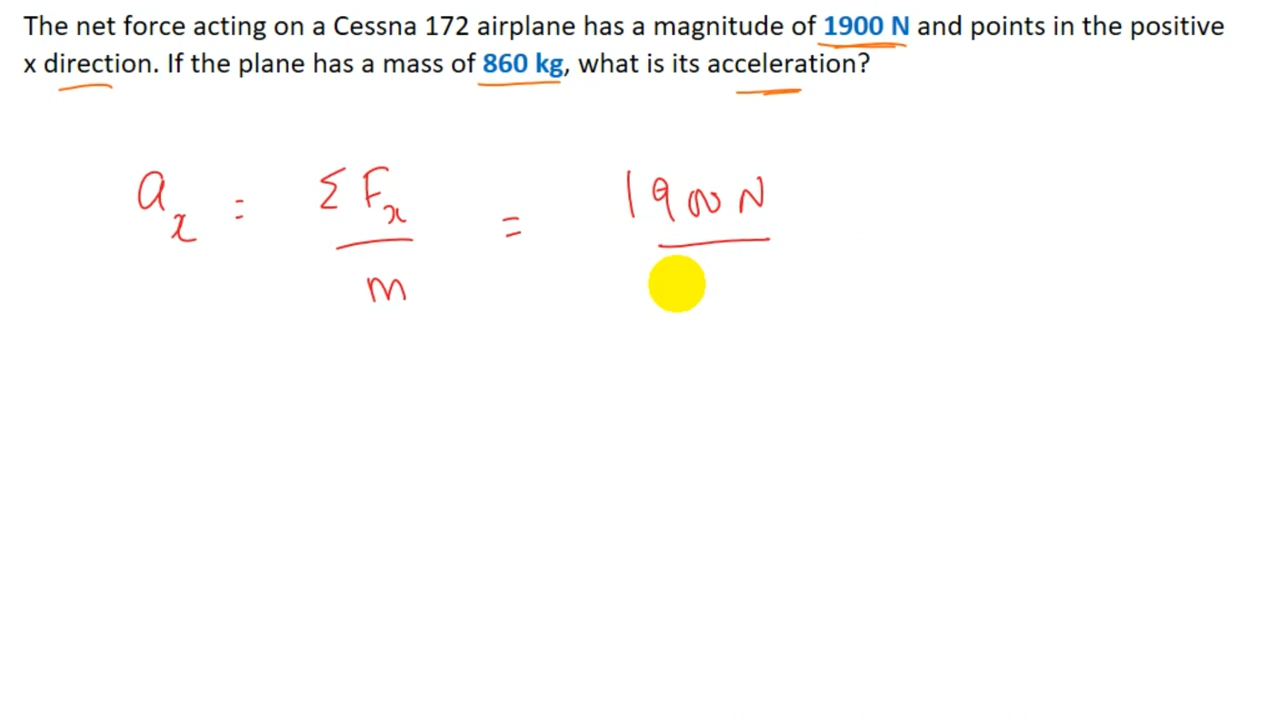 The net force acting on a Cessna 172 airplane has a magnitude of 1900 N and points in the positive
x direction. If the plane has a mass of 860 kg, what is its acceleration?
a_x = ΣF_x / m = 1900 N